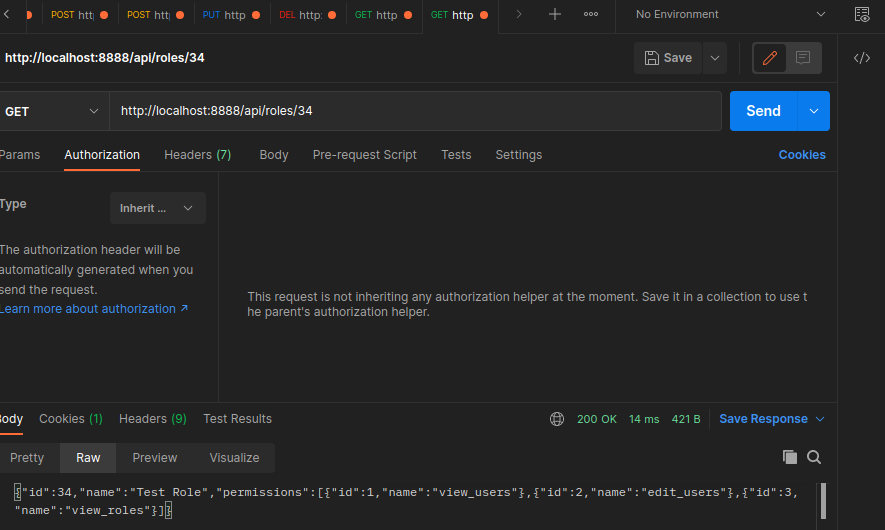 POST http POST http PUT http DEL http: GET http GET http No Environment
http://localhost:8888/api/roles/34 Save
GET http://localhost:8888/api/roles/34 Send
Params Authorization Headers (7) Body Pre-request Script Tests Settings Cookies
Type Inherit ...
The authorization header will be
automatically generated when you
send the request.
Learn more about authorization ↗
This request is not inheriting any authorization helper at the moment. Save it in a collection to use t
he parent's authorization helper.
Body Cookies (1) Headers (9) Test Results 200 OK 14 ms 421 B Save Response
Pretty Raw Preview Visualize
{"id":34,"name":"Test Role","permissions":[{"id":1,"name":"view_users"},{"id":2,"name":"edit_users"},{"id":3,
"name":"view_roles"}]}